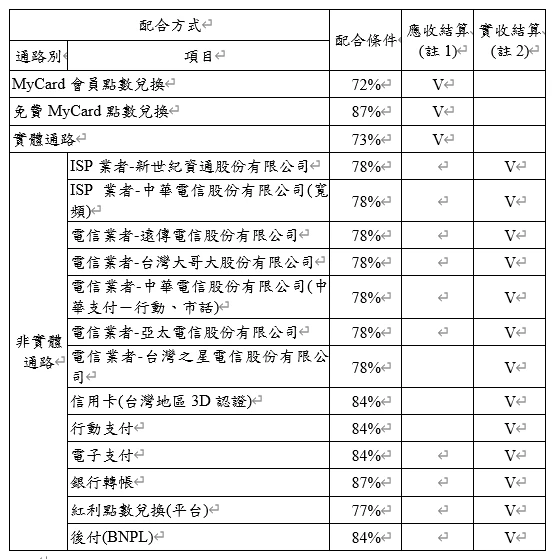 配合方式 配合條件 應收結算(註 1) 實收結算(註 2)
通路別 項目
MyCard 會員點數兌換 72% V
免費 MyCard 點數兌換 87% V
實體通路 73% V
非實體通路
ISP 業者-新世紀資通股份有限公司 78% V
ISP 業者-中華電信股份有限公司(寬
頻) 78% V
電信業者-遠傳電信股份有限公司 78% V
電信業者-台灣大哥大股份有限公司 78% V
電信業者-中華電信股份有限公司(中
華支付－行動、市話) 78% V
電信業者-亞太電信股份有限公司 78% V
電信業者-台灣之星電信股份有限公
司 78% V
信用卡(台灣地區 3D 認證) 84% V
行動支付 84% V
電子支付 84% V
銀行轉帳 87% V
紅利點數兌換(平台) 77% V
後付(BNPL) 84% V